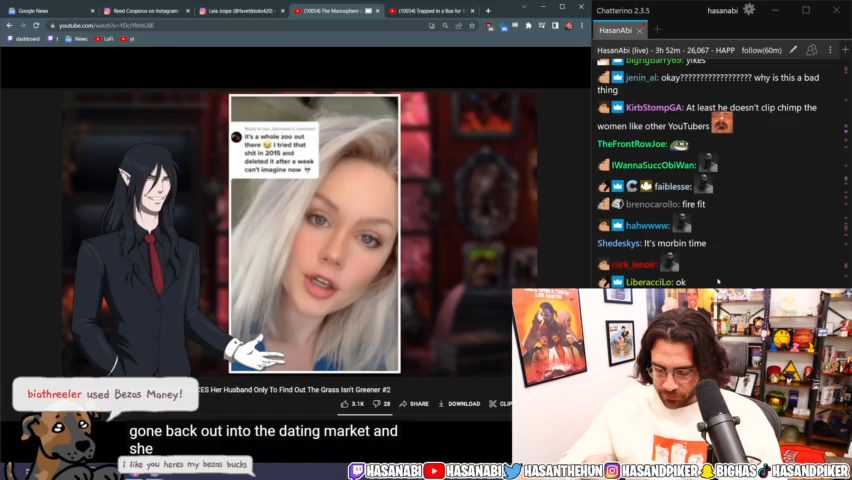 Google News
Reed Cooperus on Instagram:
(10054) The Manosphere
(10054) Trapped in a Box for 1
youtube.com/watch?v=
dashboard
t
News
LoFi
yt
it's a whole zoo out
there 😂 I tried that
shit in 2015 and
deleted it after a week
can't imagine now 💀
CES Her Husband Only To Find Out The Grass Isn't Greener #2
3.1K
28
SHARE
DOWNLOAD
CLIP
biothreeler used Bezos Money!
gone back out into the dating market and
she
I like you heres my bezos bucks
Chatterino 2.3.5
hasanabi
HasanAbi
HasanAbi (live) - 3h 52m - 26,067 - HAPP
follow(60m)
bigrigbarry69: yikes
jenin_al: okay?????????????????? why is this a bad
thing
KirbStompGA: At least he doesn't clip chimp the
women like other YouTubers
TheFrontRowJoe:
IWannaSuccObiWan:
faiblesse:
brenocarollo: fire fit
hahwwww:
Shedeskys: It's morbin time
nick_lenoir:
LiberacciLo: ok
HASANABI
HASANABI
HASANTHEHUN
HASANDPIKER
BIGHAS
HASANDPIKER